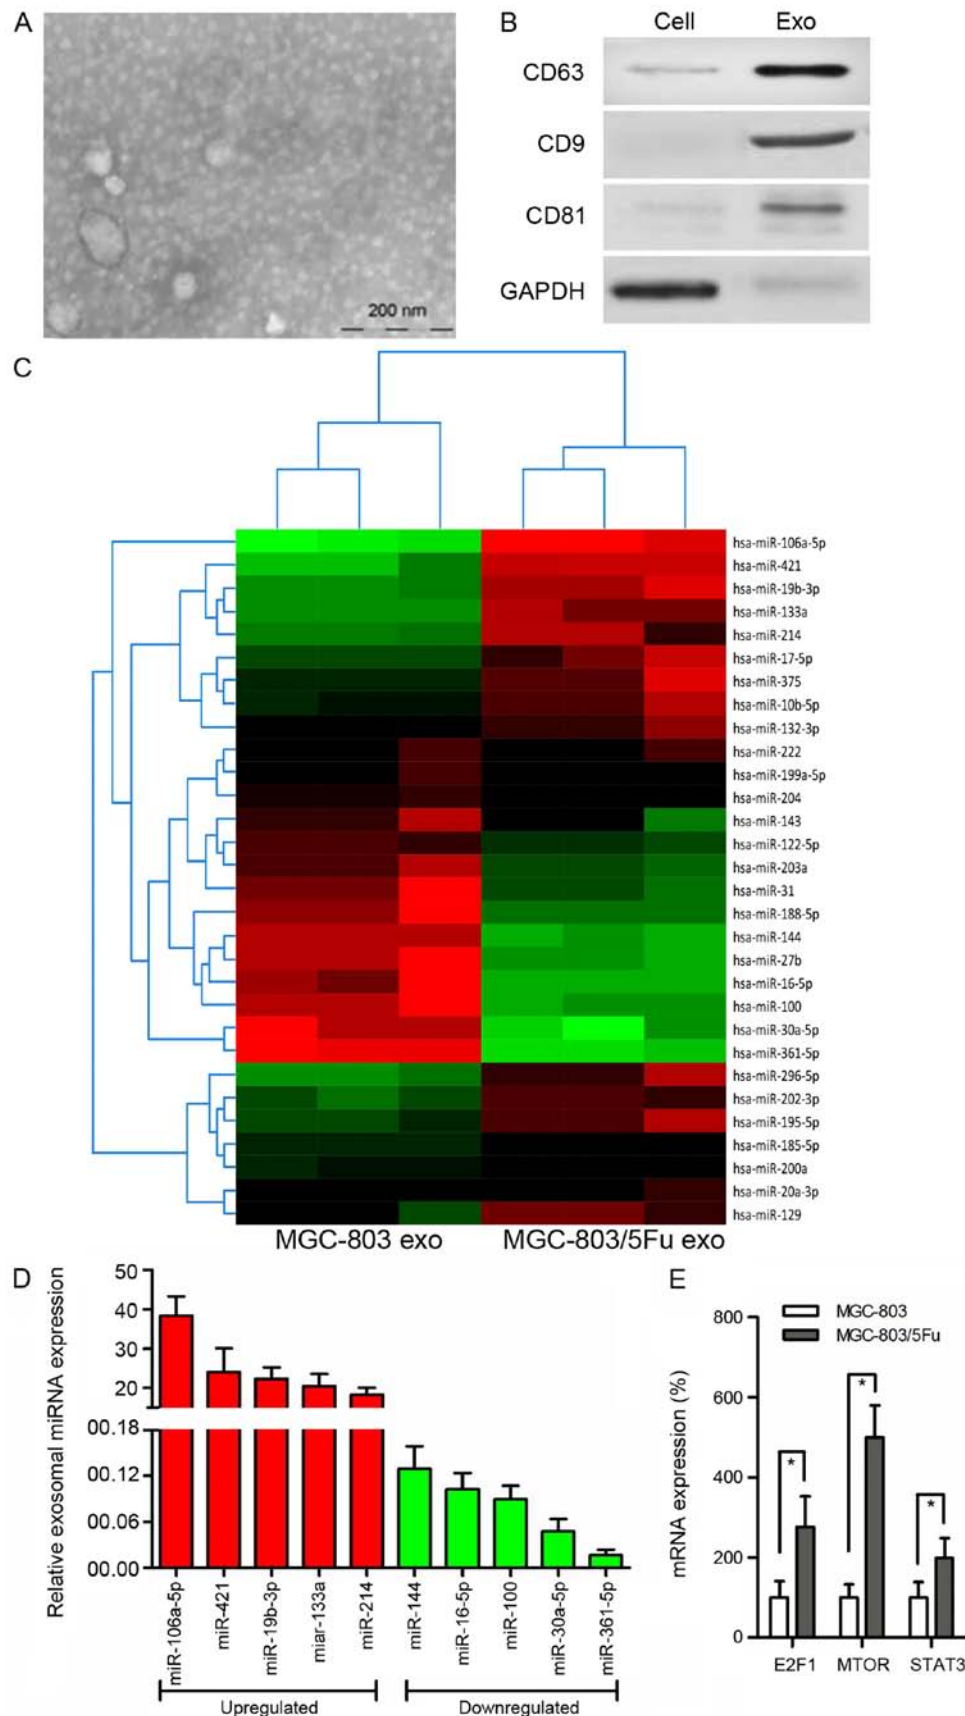 A
200 nm
B
Cell Exo
CD63
CD9
CD81
GAPDH
C
hsa-miR-106a-5p
hsa-miR-421
hsa-miR-19b-3p
hsa-miR-133a
hsa-miR-214
hsa-miR-17-5p
hsa-miR-375
hsa-miR-10b-5p
hsa-miR-132-3p
hsa-miR-222
hsa-miR-199a-5p
hsa-miR-204
hsa-miR-143
hsa-miR-122-5p
hsa-miR-203a
hsa-miR-31
hsa-miR-188-5p
hsa-miR-144
hsa-miR-27b
hsa-miR-16-5p
hsa-miR-100
hsa-miR-30a-5p
hsa-miR-361-5p
hsa-miR-296-5p
hsa-miR-202-3p
hsa-miR-195-5p
hsa-miR-185-5p
hsa-miR-200a
hsa-miR-20a-3p
hsa-miR-129
MGC-803 exo MGC-803/5Fu exo
D
Relative exosomal miRNA expression
50
40
30
20
00.18
00.12
00.06
00.00
miR-106a-5p
miR-421
miR-19b-3p
miar-133a
miR-214
miR-144
miR-16-5p
miR-100
miR-30a-5p
miR-361-5p
Upregulated Downregulated
E
MGC-803
MGC-803/5Fu
mRNA expression (%)
800
600
400
200
0
* * *
E2F1 MTOR STAT3